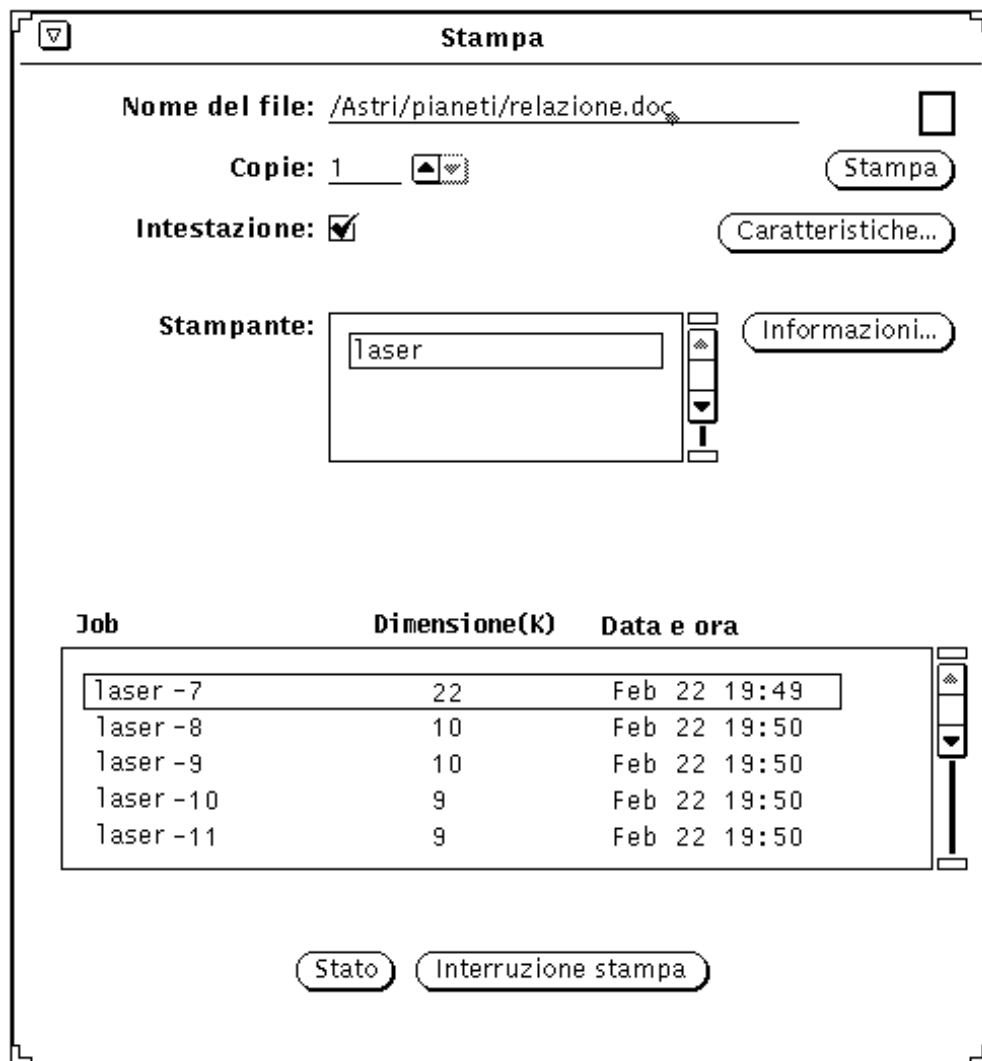 Stampa
Nome del file: /Astri/pianeti/relazione.doc
Copie: 1
Stampa
Intestazione:
Caratteristiche...
Stampante: laser
Informazioni...
Job Dimensione(K) Data e ora
laser -7 22 Feb 22 19:49
laser -8 10 Feb 22 19:50
laser -9 10 Feb 22 19:50
laser -10 9 Feb 22 19:50
laser -11 9 Feb 22 19:50
Stato Interruzione stampa